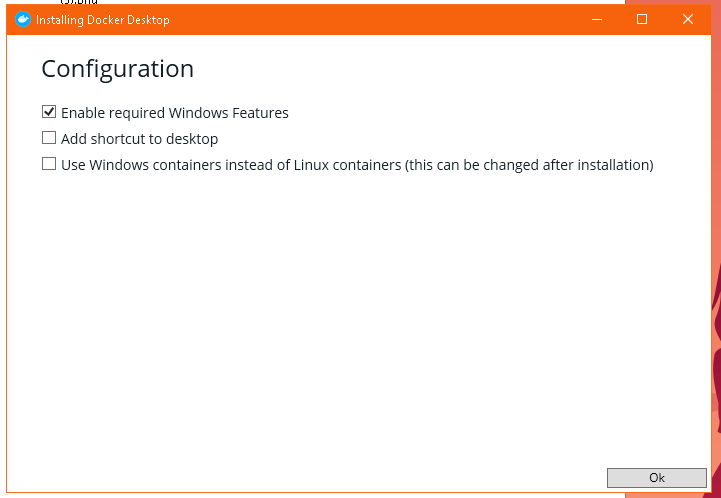 Installing Docker Desktop
Configuration
Enable required Windows Features
Add shortcut to desktop
Use Windows containers instead of Linux containers (this can be changed after installation)
Ok